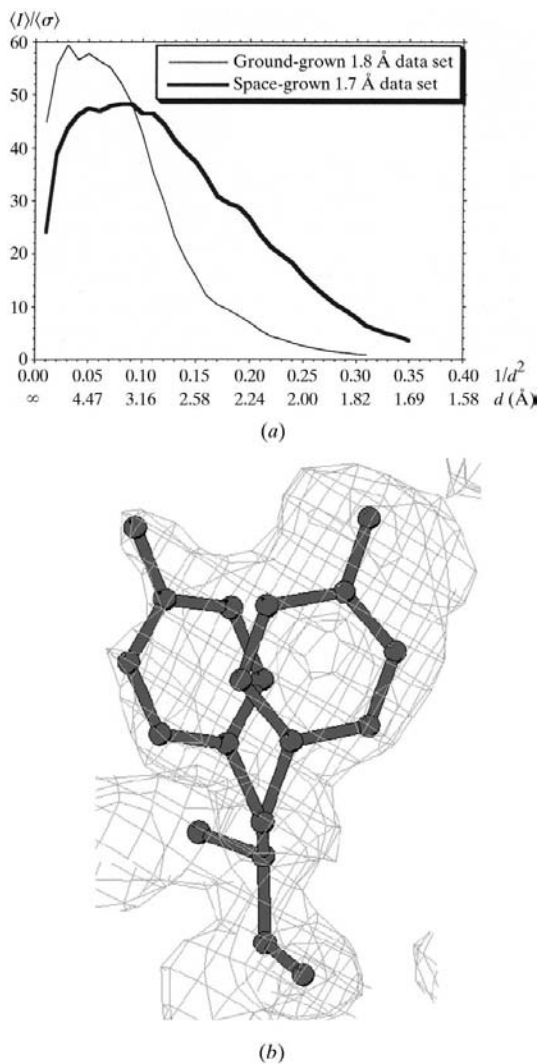 ⟨I⟩/⟨σ⟩
60
Ground-grown 1.8 Å data set
Space-grown 1.7 Å data set
50
40
30
20
10
0
0.00 0.05 0.10 0.15 0.20 0.25 0.30 0.35 0.40 1/d²
∞ 4.47 3.16 2.58 2.24 2.00 1.82 1.69 1.58 d (Å)
(a)
(b)